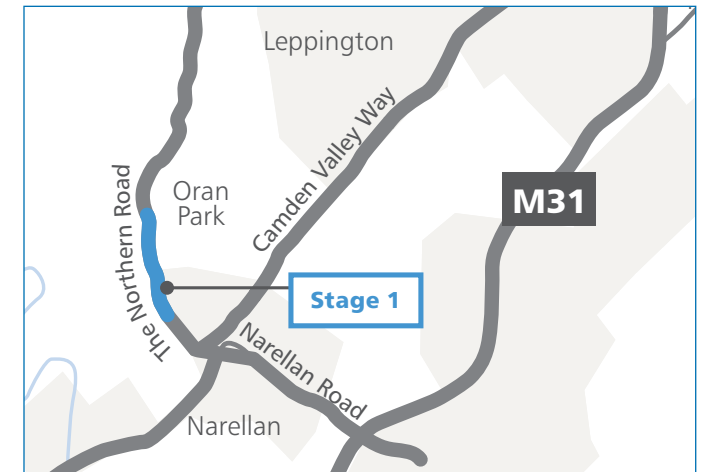 Leppington
Camden Valley Way
Oran
Park
M31
The Northern Road
Stage 1
Narellan Road
Narellan